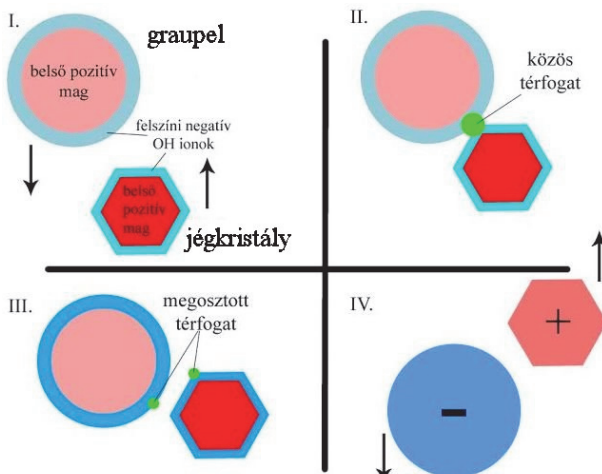 I.
graupel
belső pozitív
mag
felszíni negatív
OH ionok
belső
pozitív
mag
jégkristály
II.
közös
térfogat
III.
megosztott
térfogat
IV.
+
-